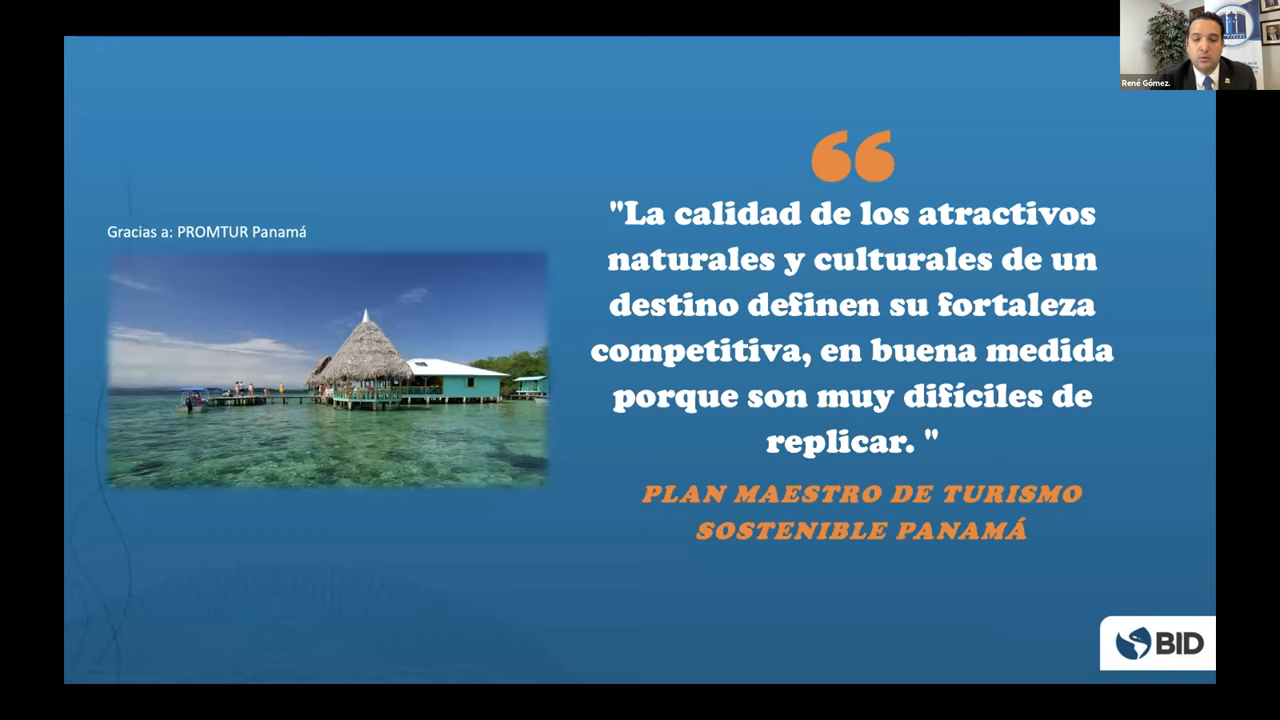 René Gómez.
Gracias a: PROMTUR Panamá
"La calidad de los atractivos
naturales y culturales de un
destino definen su fortaleza
competitiva, en buena medida
porque son muy difíciles de
replicar. "
PLAN MAESTRO DE TURISMO
SOSTENIBLE PANAMÁ
BID